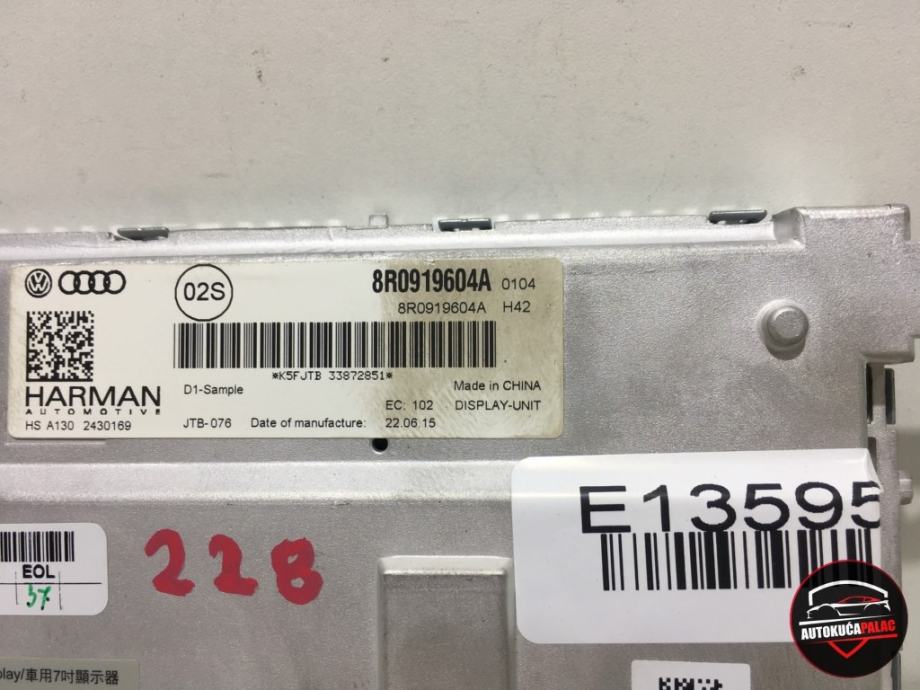 02S
8R0919604A 0104
8R0919604A H42
*K5FJTB 33872851*
HARMAN
AUTOMOTIVE
HS A130 2430169
D1-Sample
Made in CHINA
EC: 102 DISPLAY-UNIT
JTB-076 Date of manufacture: 22.06.15
E13595
EOL
37
228
play/車用7吋顯示器
AUTOKUĆA PALAC